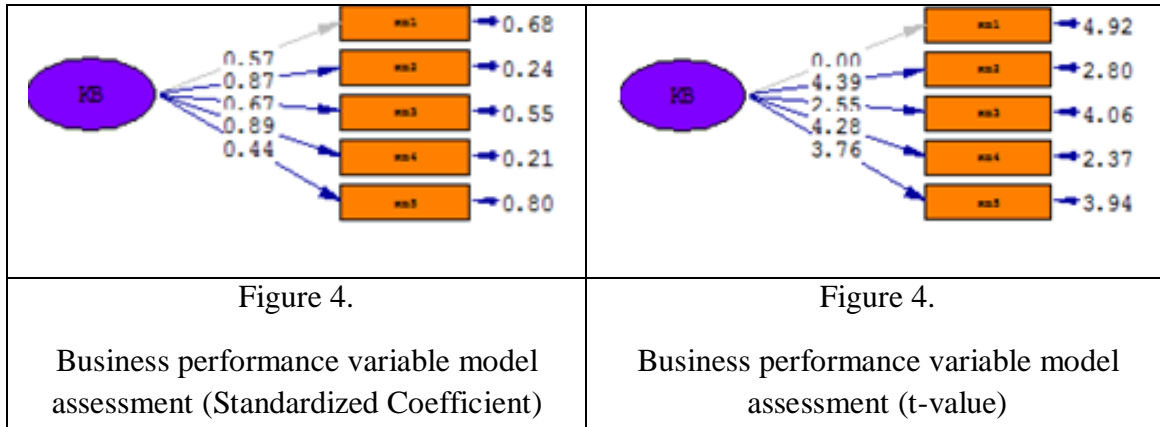 0.68
0.57
0.87
0.24
KB
0.67
0.55
0.89
0.44
0.21
0.80
4.92
0.00
4.39
2.80
KB
2.55
4.06
4.28
3.76
2.37
3.94
Figure 4.
Business performance variable model
assessment (Standardized Coefficient)
Figure 4.
Business performance variable model
assessment (t-value)